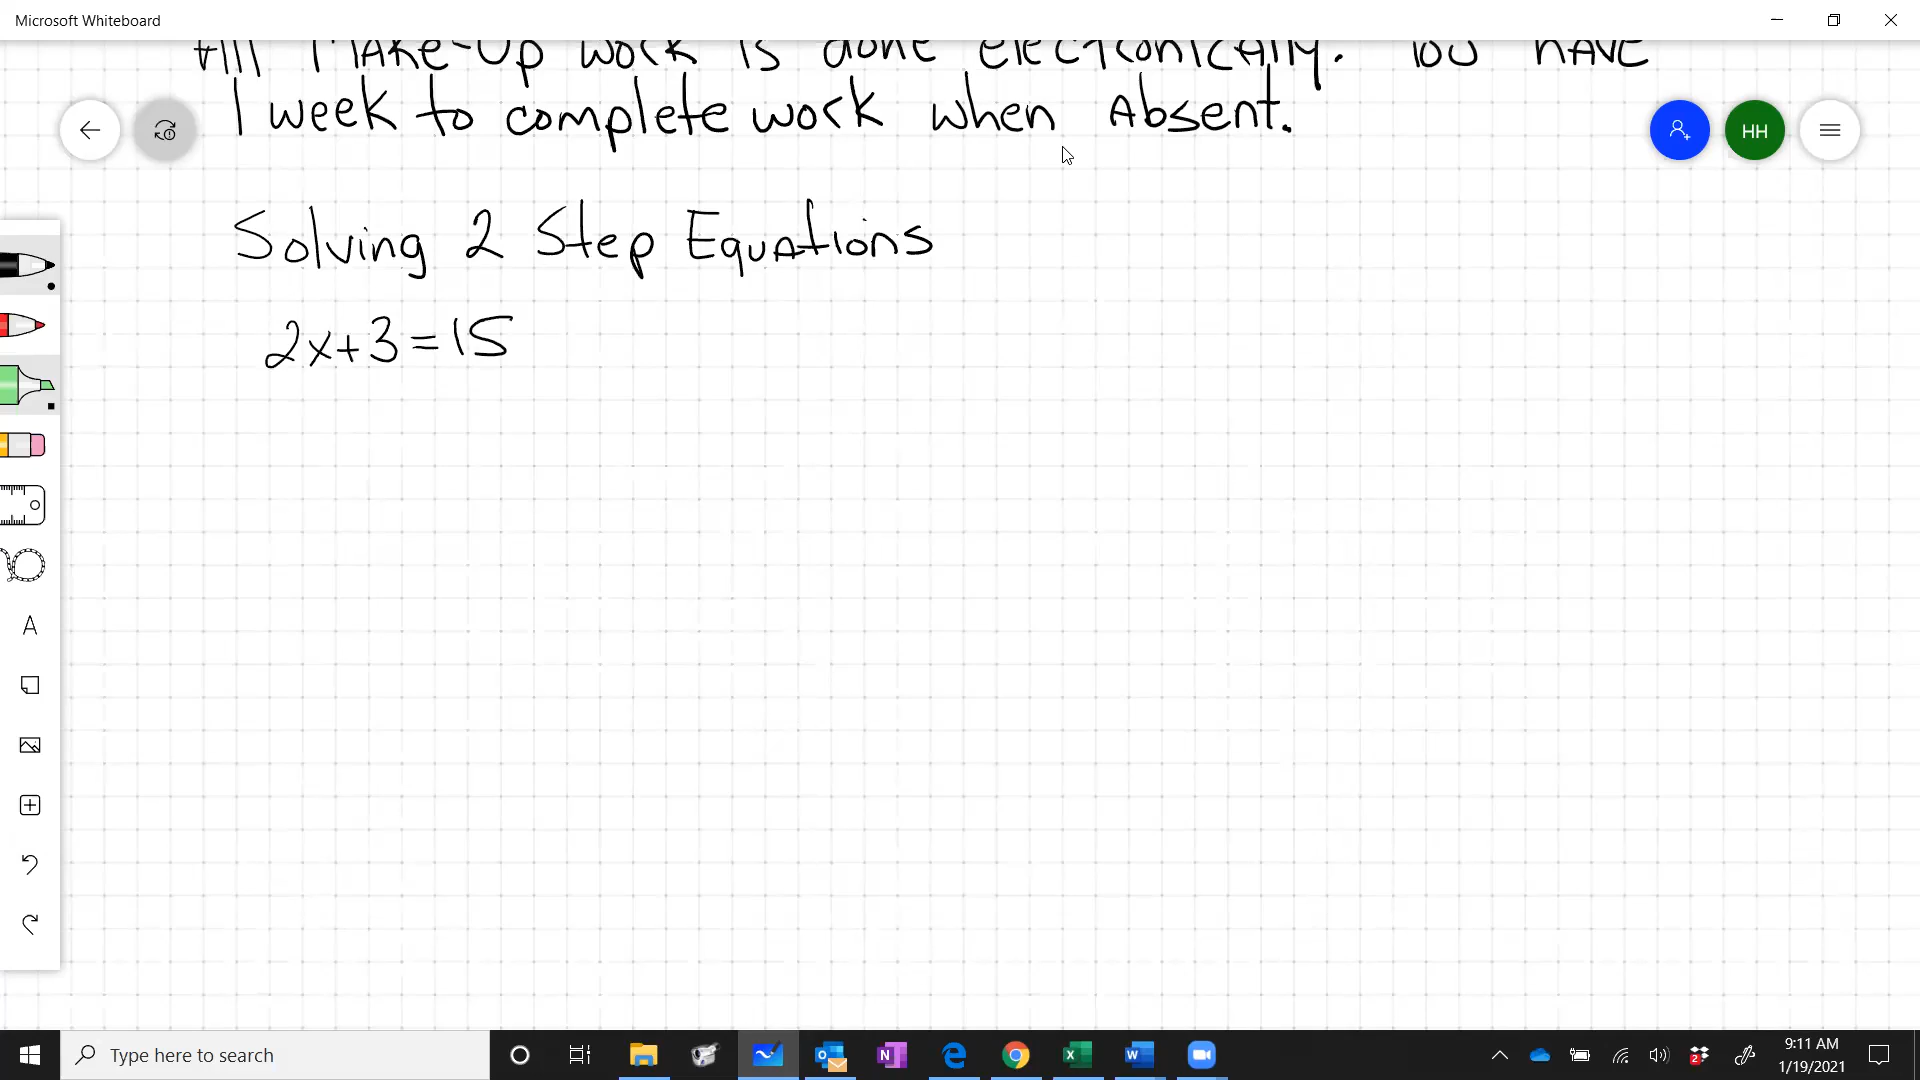 Microsoft Whiteboard
All Make-Up work is done electronically. You have
1 week to complete work when Absent.
HH
Solving 2 Step Equations
2x+3=15
A
Type here to search
9:11 AM
1/19/2021